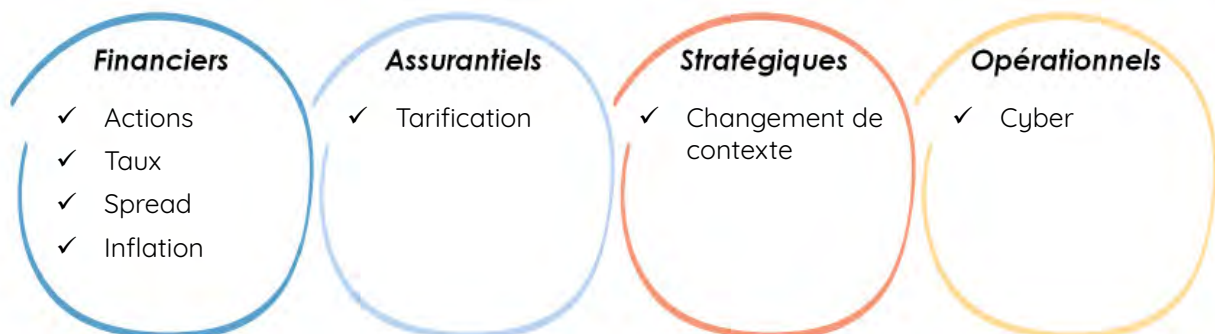 Financiers
✓ Actions
✓ Taux
✓ Spread
✓ Inflation
Assurantiels
✓ Tarification
Stratégiques
✓ Changement de
contexte
Opérationnels
✓ Cyber